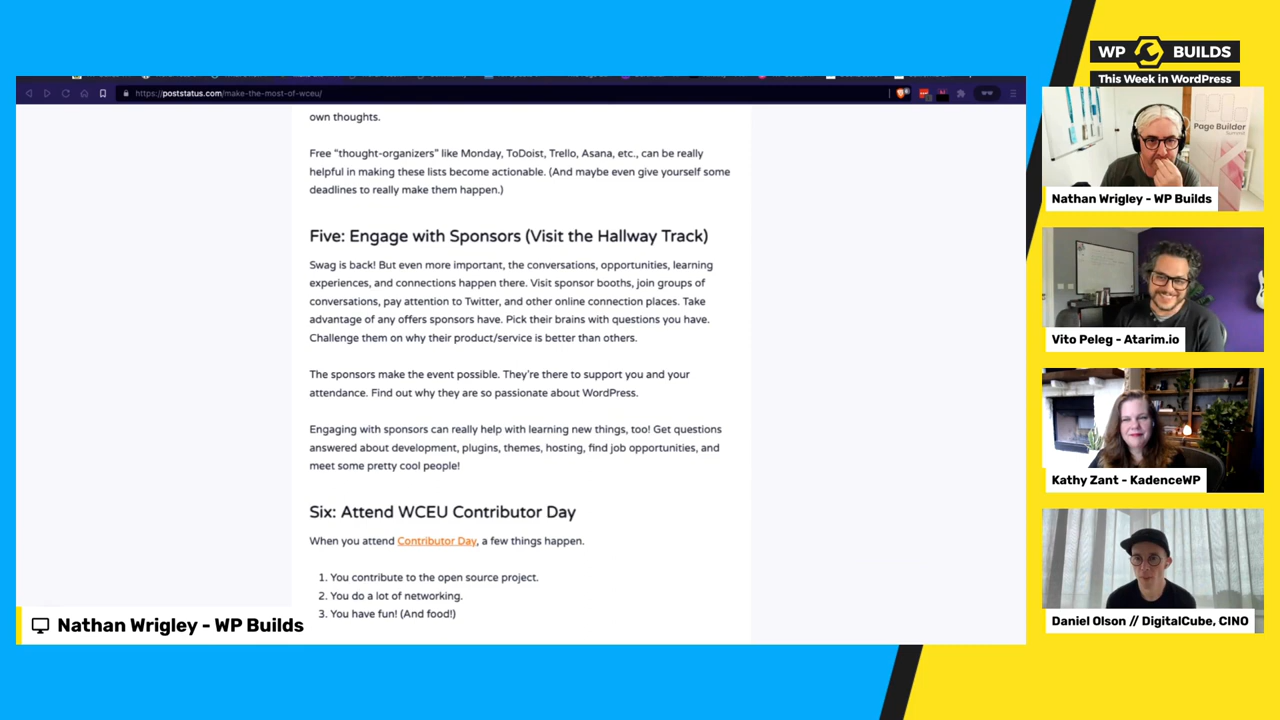 WP BUILDS
This Week in WordPress
https://poststatus.com/make-the-most-of-wceu/
own thoughts.
Free “thought-organizers” like Monday, ToDoist, Trello, Asana, etc., can be really
helpful in making these lists become actionable. (And maybe even give yourself some
deadlines to really make them happen.)
Five: Engage with Sponsors (Visit the Hallway Track)
Swag is back! But even more important, the conversations, opportunities, learning
experiences, and connections happen there. Visit sponsor booths, join groups of
conversations, pay attention to Twitter, and other online connection places. Take
advantage of any offers sponsors have. Pick their brains with questions you have.
Challenge them on why their product/service is better than others.
The sponsors make the event possible. They’re there to support you and your
attendance. Find out why they are so passionate about WordPress.
Engaging with sponsors can really help with learning new things, too! Get questions
answered about development, plugins, themes, hosting, find job opportunities, and
meet some pretty cool people!
Six: Attend WCEU Contributor Day
When you attend Contributor Day, a few things happen.
1. You contribute to the open source project.
2. You do a lot of networking.
3. You have fun! (And food!)
Nathan Wrigley - WP Builds
Page Builder
Summit
Nathan Wrigley - WP Builds
Vito Peleg - Atarim.io
Kathy Zant - KadenceWP
Daniel Olson // DigitalCube, CINO